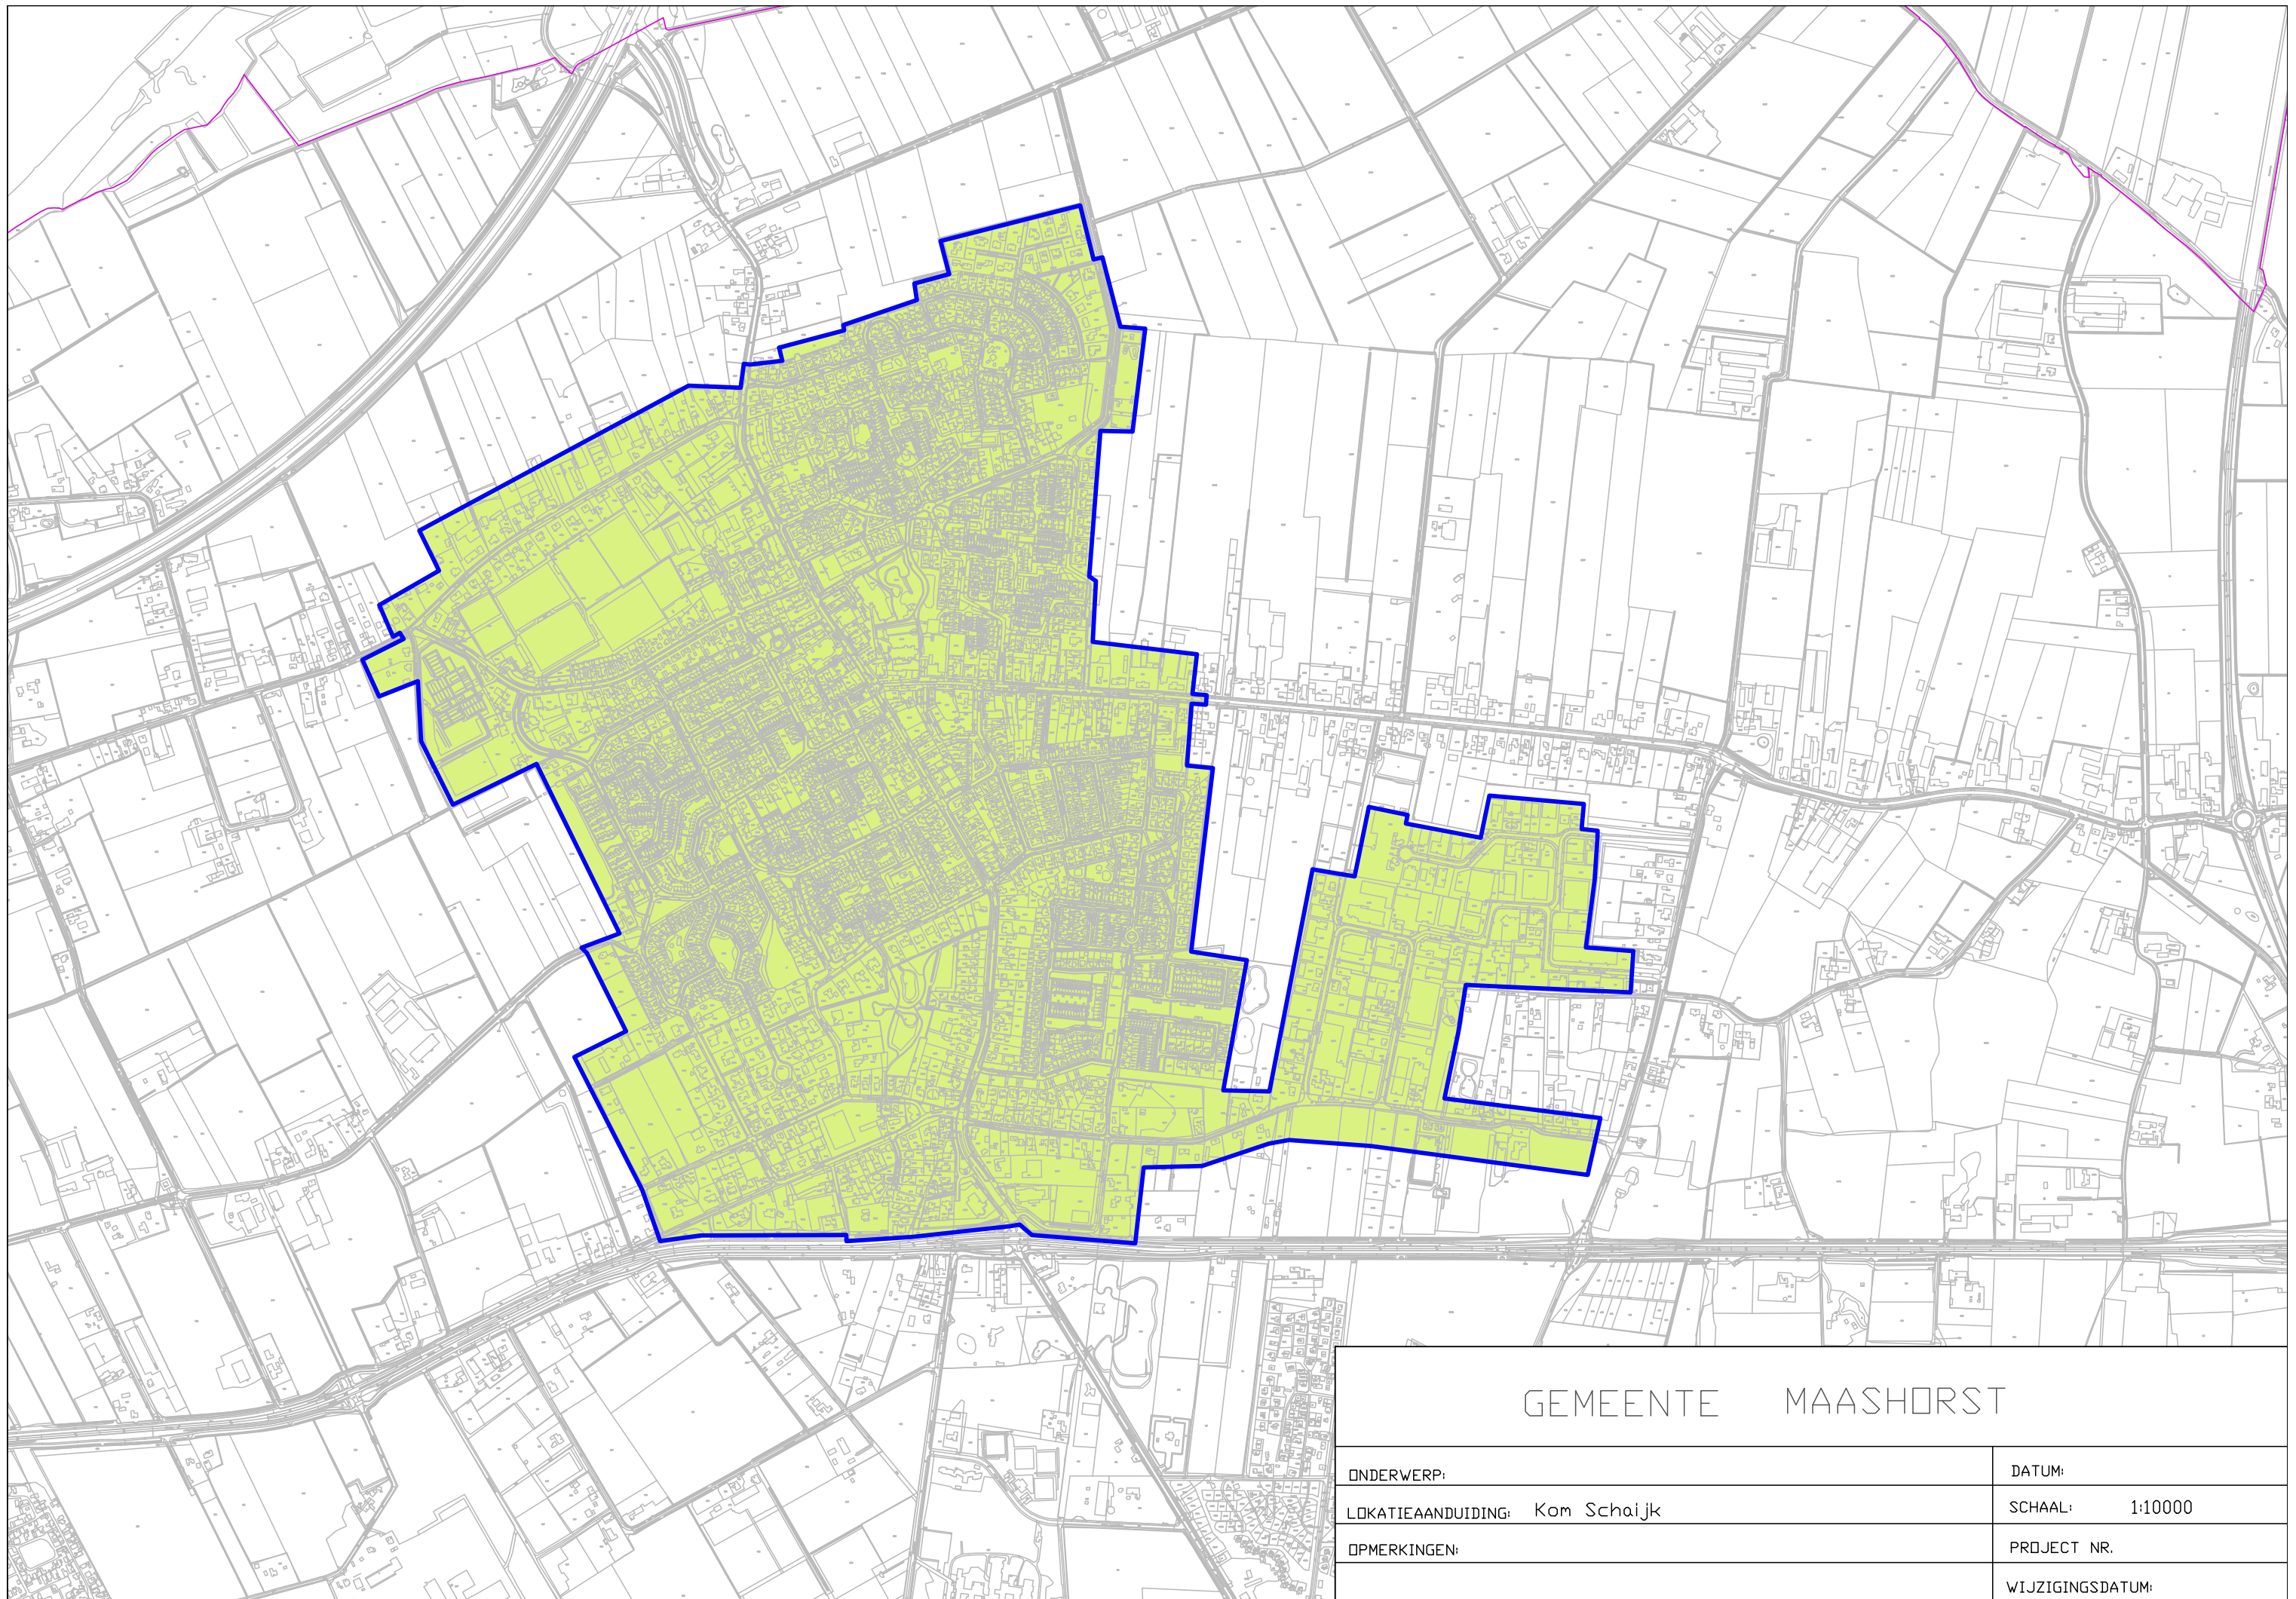 GEMEENTE MAASHORST
ONDERWERP:
DATUM:
LOKATIEAANDUIDING: Kom Schaijk
SCHAAL: 1:10000
OPMERKINGEN:
PROJECT NR.
WIJZIGINGSDATUM: